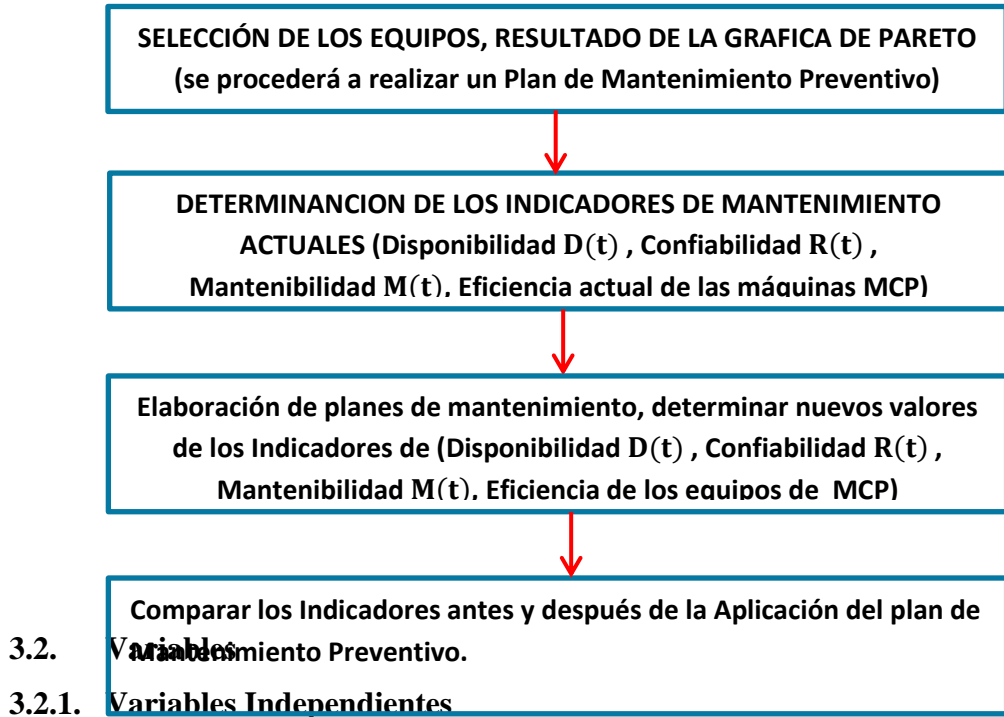 SELECCIÓN DE LOS EQUIPOS, RESULTADO DE LA GRAFICA DE PARETO
(se procederá a realizar un Plan de Mantenimiento Preventivo)
DETERMINANCION DE LOS INDICADORES DE MANTENIMIENTO
ACTUALES (Disponibilidad D(t) , Confiabilidad R(t) ,
Mantenibilidad M(t), Eficiencia actual de las máquinas MCP)
Elaboración de planes de mantenimiento, determinar nuevos valores
de los Indicadores de (Disponibilidad D(t) , Confiabilidad R(t) ,
Mantenibilidad M(t), Eficiencia de los equipos de MCP)
Comparar los Indicadores antes y después de la Aplicación del plan de
Mantenimiento Preventivo.
3.2. Variables
3.2.1. Variables Independientes